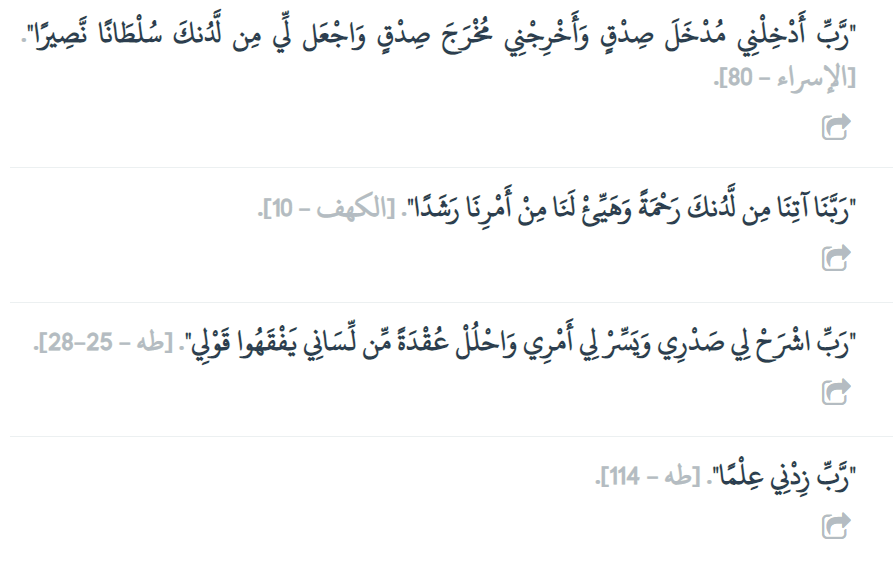 "رَّبِّ أَدْخِلْنِي مُدْخَلَ صِدْقٍ وَأَخْرِجْنِي مُخْرَجَ صِدْقٍ وَاجْعَل لِّي مِن لَّدُنكَ سُلْطَانًا نَّصِيرًا".
[الإسراء – 80].
"رَبَّنَا آتِنَا مِن لَّدُنكَ رَحْمَةً وَهَيِّئْ لَنَا مِنْ أَمْرِنَا رَشَدًا". [الكهف – 10].
"رَبِّ اشْرَحْ لِي صَدْرِي وَيَسِّرْ لِي أَمْرِي وَاحْلُلْ عُقْدَةً مِّن لِّسَانِي يَفْقَهُوا قَوْلِي". [طه – 25–28].
"رَّبِّ زِدْنِي عِلْمًا". [طه – 114].